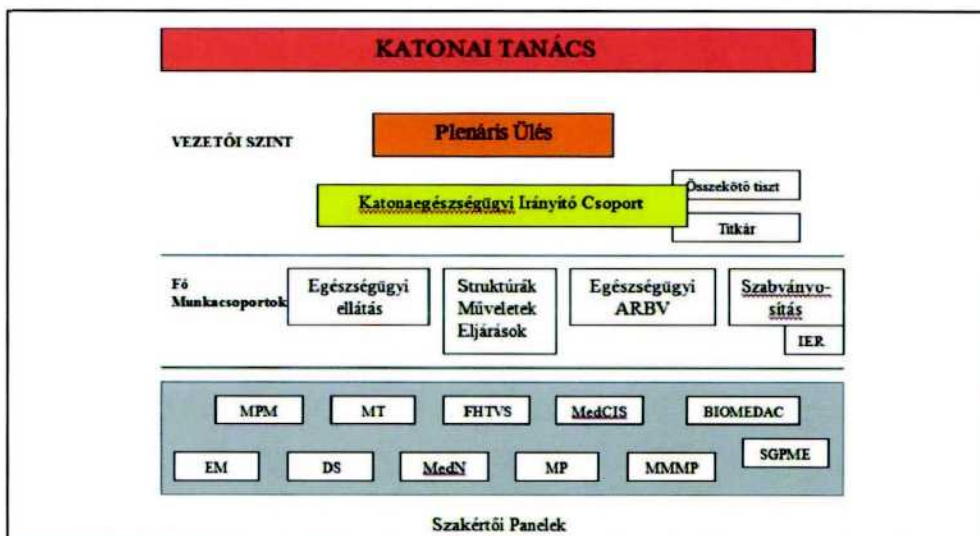 KATONAI TANÁCS
VEZETŐI SZINT
Plenáris Ülés
Katonaegészségügyi Irányító Csoport
Összekötő tiszt
Titkár
Fő
Munkacsoportok
Egészségügyi
ellátás
Struktúrák
Műveletek
Eljárások
Egészségügyi
ARBV
Szabványo-
sítás
IER
MPM
MT
FHTVS
MedCIS
BIOMEDAC
EM
DS
MedN
MP
MMMP
SGPME
Szakértői Panelek